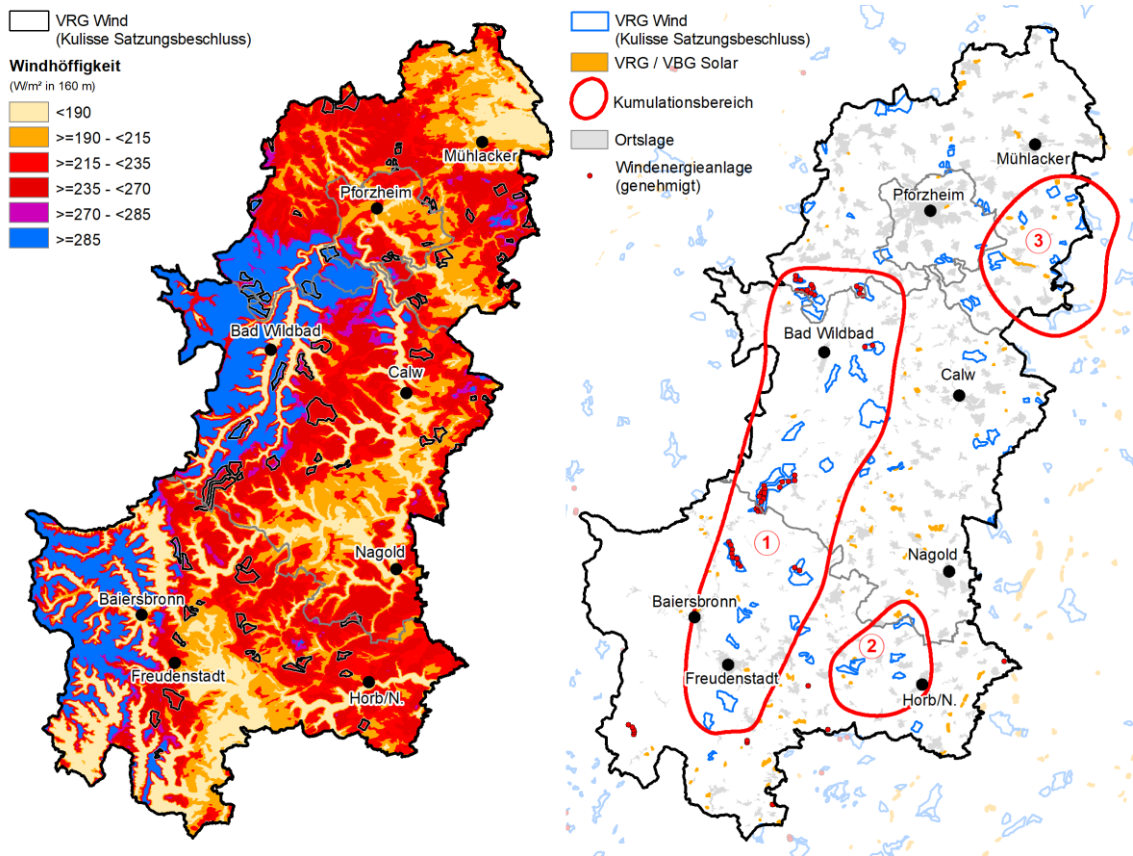 VRG Wind
(Kulisse Satzungsbeschluss)
Windhöffigkeit
(W/m² in 160 m)
<190
>=190 - <215
>=215 - <235
>=235 - <270
>=270 - <285
>=285
Mühlacker
Pforzheim
Bad Wildbad
Calw
Nagold
Baiersbronn
Freudenstadt
Horb/N.
VRG Wind
(Kulisse Satzungsbeschluss)
VRG / VBG Solar
Kumulationsbereich
Ortslage
Windenergieanlage
(genehmigt)
Mühlacker
Pforzheim
3
Bad Wildbad
Calw
1
Nagold
Baiersbronn
2
Freudenstadt
Horb/N.